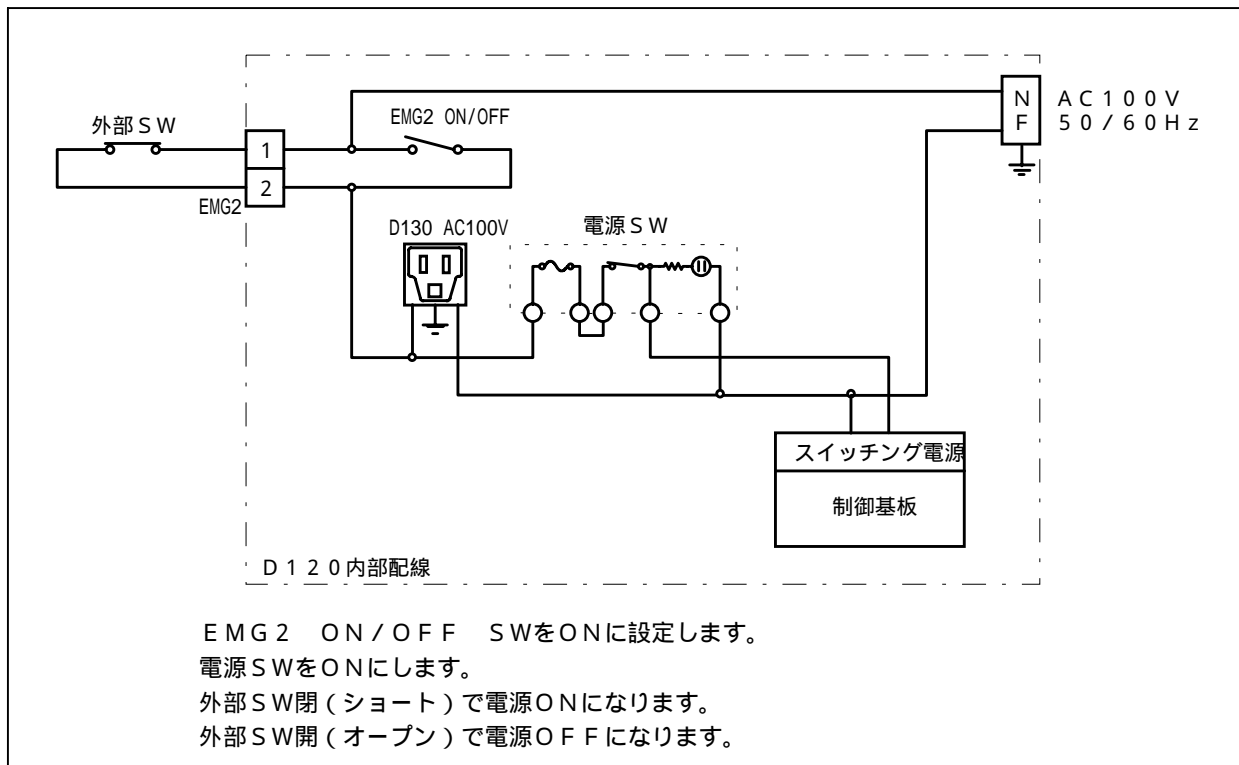 外部ＳＷ
EMG2 ON/OFF
N
F
ＡＣ１００Ｖ
５０／６０Ｈｚ
1
2
EMG2
D130 AC100V
電源ＳＷ
スイッチング電源
制御基板
Ｄ１２０内部配線
ＥＭＧ２　ＯＮ／ＯＦＦ　ＳＷをＯＮに設定します。
電源ＳＷをＯＮにします。
外部ＳＷ閉（ショート）で電源ＯＮになります。
外部ＳＷ開（オープン）で電源ＯＦＦになります。